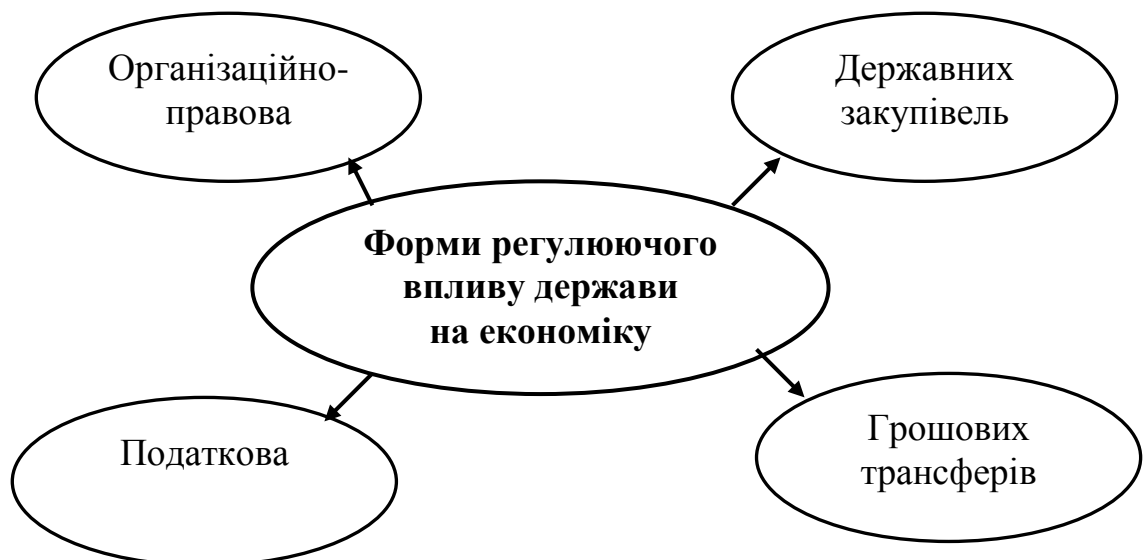 Організаційно-
правова
Державних
закупівель
Форми регулюючого
впливу держави
на економіку
Податкова
Грошових
трансферів